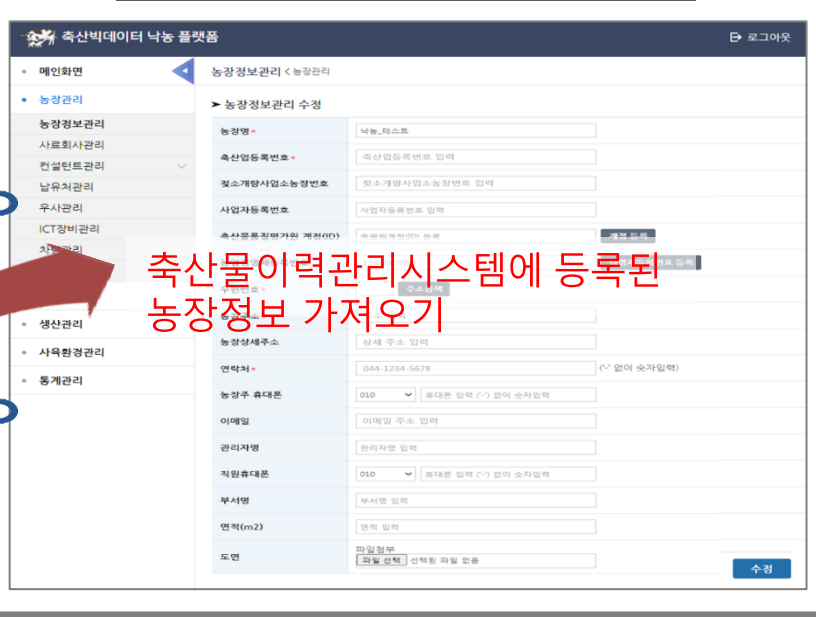 축산빅데이터 낙농 플랫폼
로그아웃
메인화면
농장정보관리 < 농장관리
농장관리
➤ 농장정보관리 수정
농장정보관리
사료회사관리
컨설턴트관리
납유처관리
우사관리
ICT장비관리
생산관리
사육환경관리
통계관리
농장명* 낙농_테스트
축산업등록번호* 축산업등록번호 입력
젖소개량사업소농장번호 젖소개량사업소농장번호 입력
사업자등록번호 사업자등록번호 입력
축산물품질평가원 계정(ID) 계정 등록
축산물이력관리시스템에 등록된
농장정보 가져오기
농장상세주소 상세 주소 입력
연락처* 044-1234-5678 ('-' 없이 숫자입력)
농장주 휴대폰 010 휴대폰 입력 ('-') 없이 숫자입력
이메일 이메일 주소 입력
관리자명 관리자명 입력
직원휴대폰 010 휴대폰 입력 ('-') 없이 숫자입력
부서명 부서명 입력
면적(m2) 면적 입력
도면 파일첨부
파일 선택 선택된 파일 없음
수정